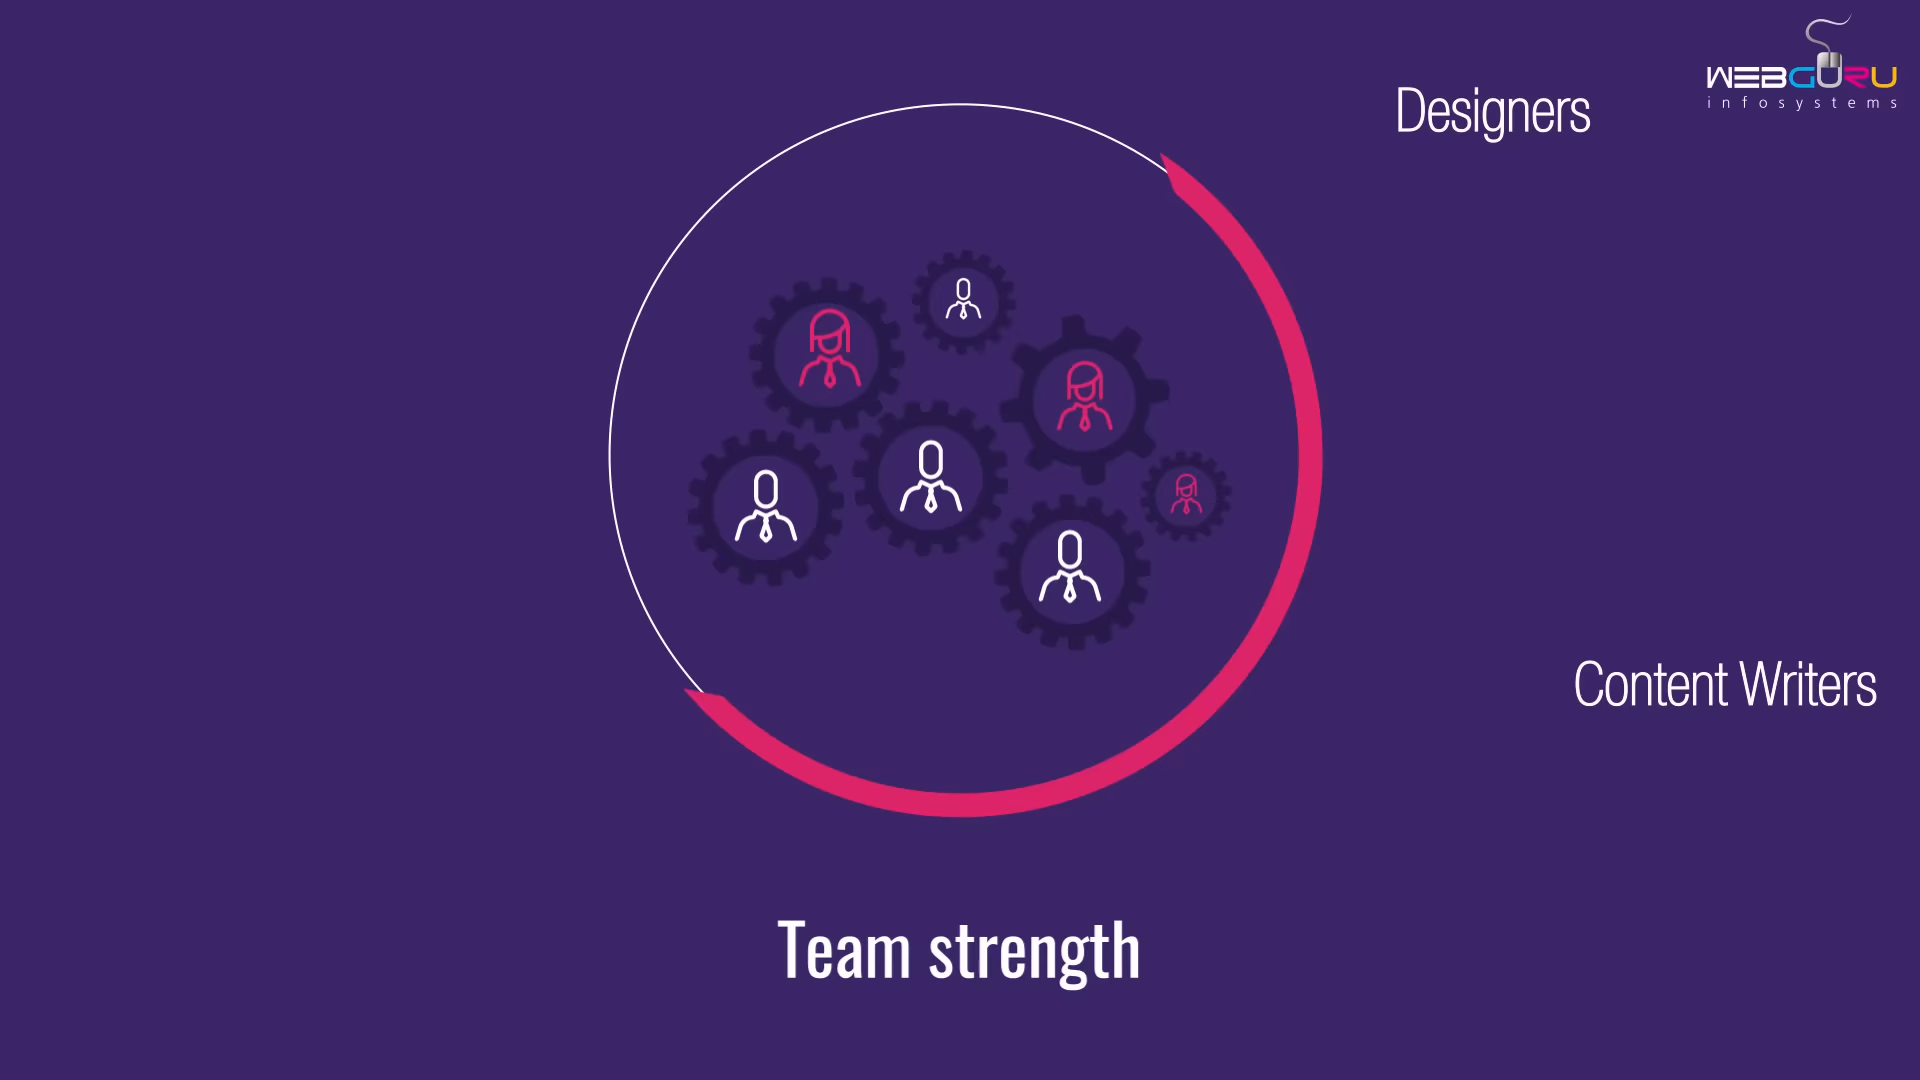 WEBGURU
infosystems
Designers
Content Writers
Team strength